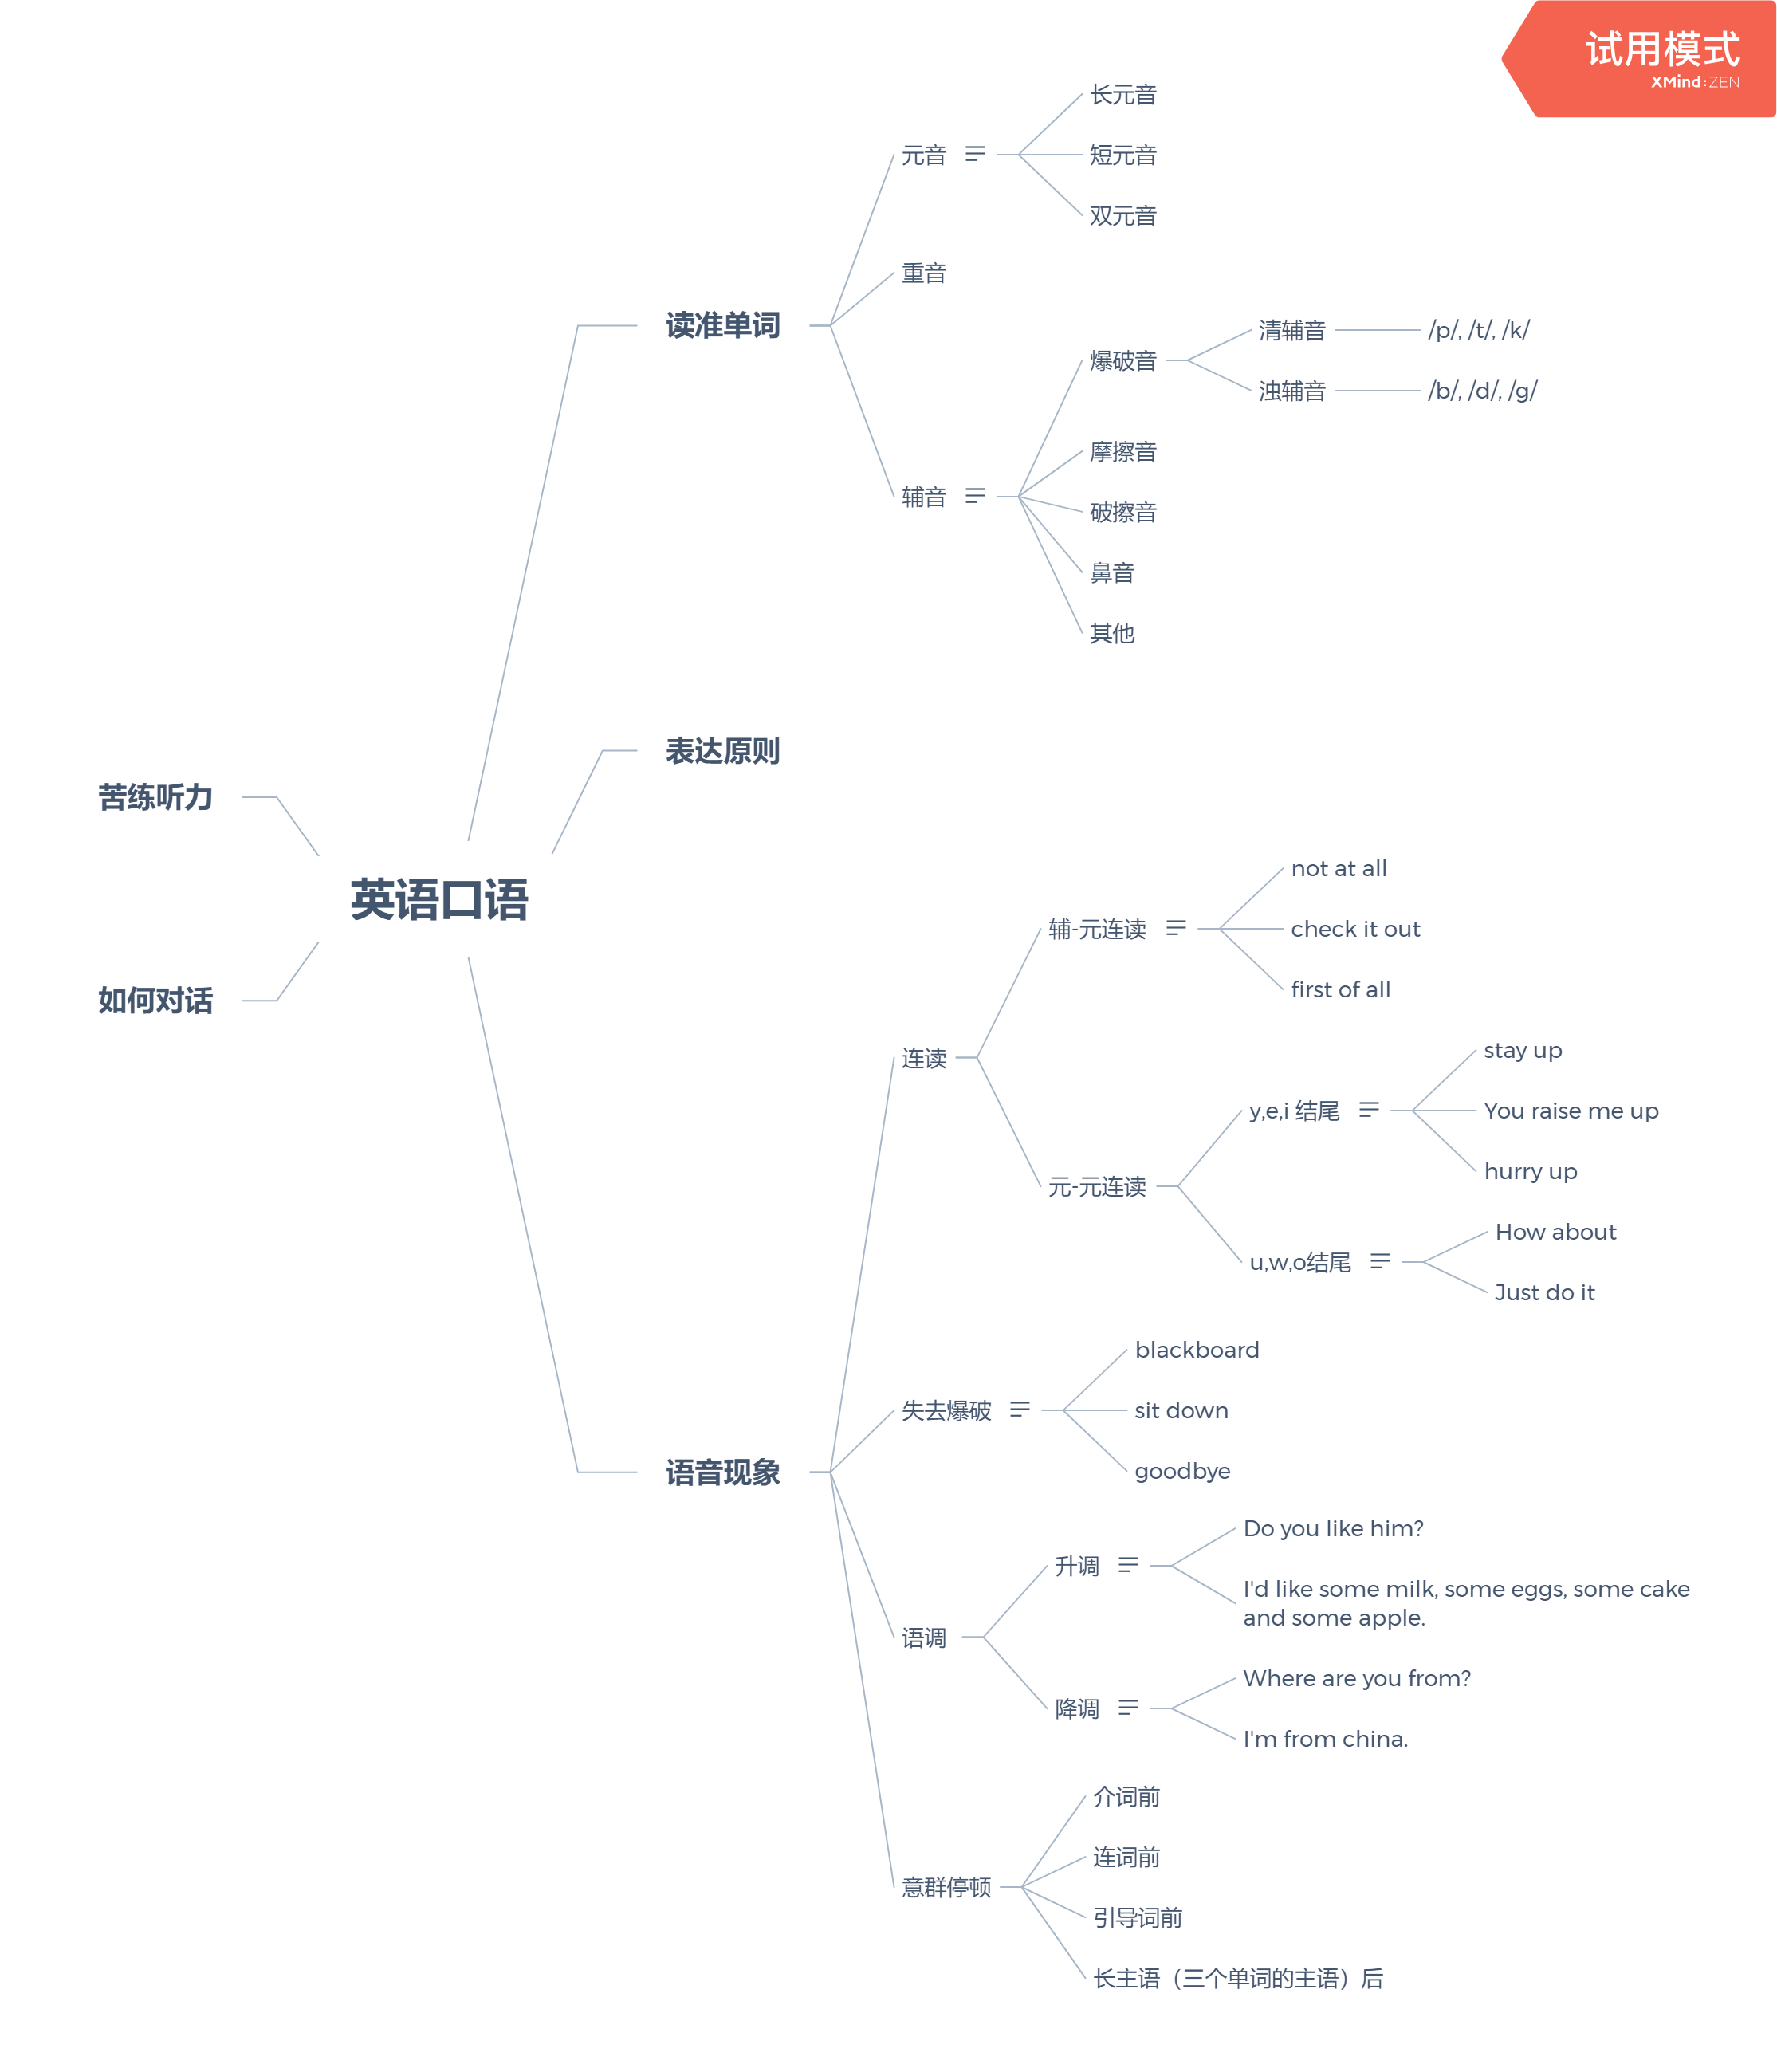 试用模式
XMind:ZEN
英语口语
读准单词
元音
长元音
短元音
双元音
重音
辅音
爆破音
清辅音
/p/, /t/, /k/
浊辅音
/b/, /d/, /g/
摩擦音
破擦音
鼻音
其他
表达原则
语音现象
连读
辅-元连读
not at all
check it out
first of all
元-元连读
y,e,i 结尾
stay up
You raise me up
hurry up
u,w,o结尾
How about
Just do it
失去爆破
blackboard
sit down
goodbye
语调
升调
Do you like him?
I'd like some milk, some eggs, some cake
and some apple.
降调
Where are you from?
I'm from china.
意群停顿
介词前
连词前
引导词前
长主语（三个单词的主语）后
苦练听力
如何对话